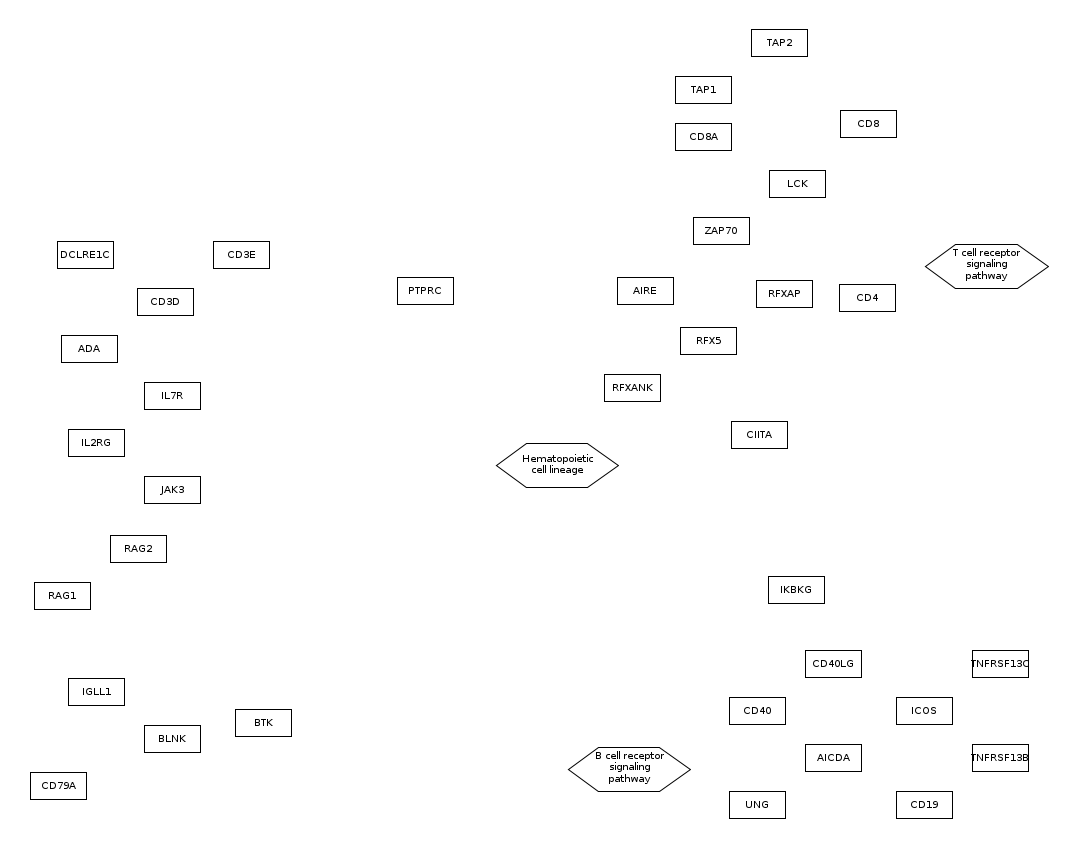 TAP2
TAP1
CD8
CD8A
LCK
ZAP70
DCLRE1C
CD3E
T cell receptor
signaling
pathway
PTPRC
AIRE
RFXAP
CD4
CD3D
RFX5
ADA
RFXANK
IL7R
CIITA
IL2RG
Hematopoietic
cell lineage
JAK3
RAG2
IKBKG
RAG1
CD40LG
TNFRSF13C
IGLL1
CD40
ICOS
BTK
BLNK
B cell receptor
signaling
pathway
AICDA
TNFRSF13B
CD79A
UNG
CD19